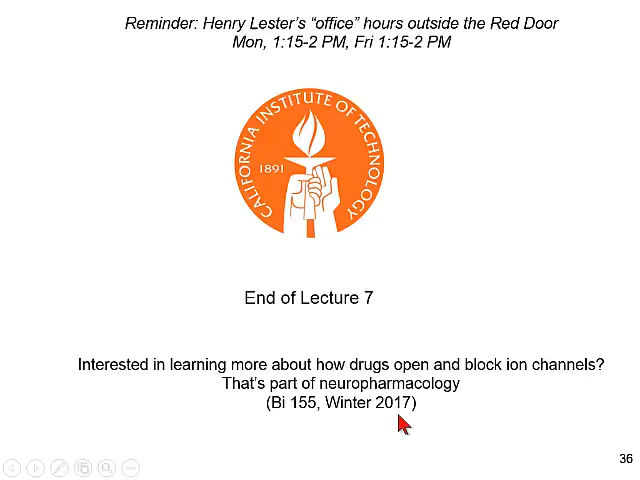 Reminder: Henry Lester's “office” hours outside the Red Door
Mon, 1:15-2 PM, Fri 1:15-2 PM
CALIFORNIA INSTITUTE OF TECHNOLOGY
1891
End of Lecture 7
Interested in learning more about how drugs open and block ion channels?
That's part of neuropharmacology
(Bi 155, Winter 2017)
36